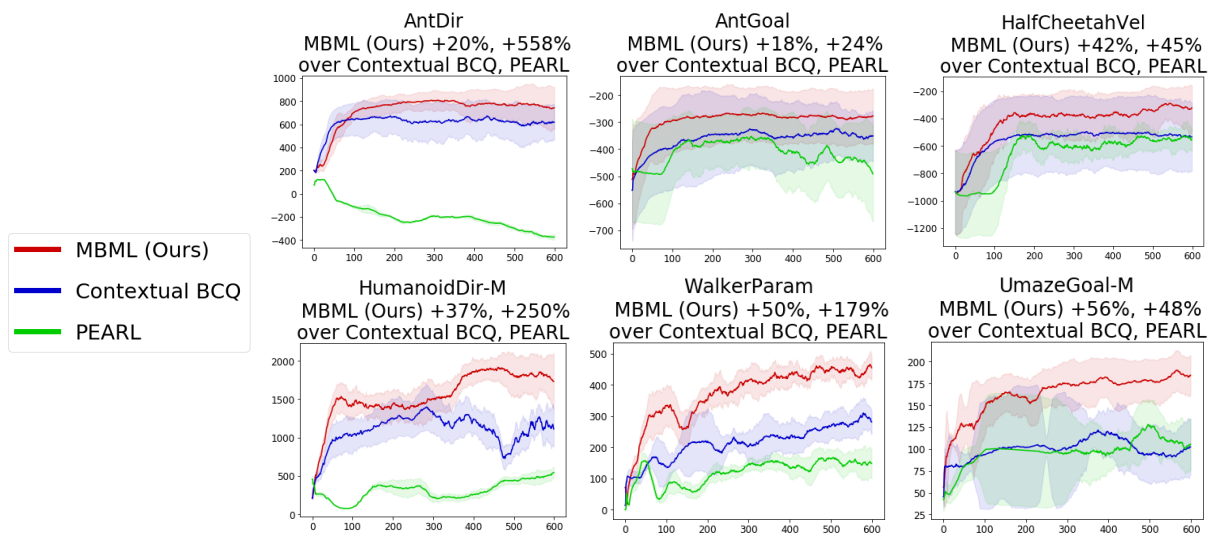 AntDir
MBML (Ours) +20%, +558%
over Contextual BCQ, PEARL
1000
800
600
400
200
0
−200
−400
0 100 200 300 400 500 600
AntGoal
MBML (Ours) +18%, +24%
over Contextual BCQ, PEARL
−200
−300
−400
−500
−600
−700
0 100 200 300 400 500 600
HalfCheetahVel
MBML (Ours) +42%, +45%
over Contextual BCQ, PEARL
−200
−400
−600
−800
−1000
−1200
0 100 200 300 400 500 600
MBML (Ours)
Contextual BCQ
PEARL
HumanoidDir-M
MBML (Ours) +37%, +250%
over Contextual BCQ, PEARL
2000
1500
1000
500
0
0 100 200 300 400 500 600
WalkerParam
MBML (Ours) +50%, +179%
over Contextual BCQ, PEARL
500
400
300
200
100
0
0 100 200 300 400 500 600
UmazeGoal-M
MBML (Ours) +56%, +48%
over Contextual BCQ, PEARL
200
175
150
125
100
75
50
25
0 100 200 300 400 500 600